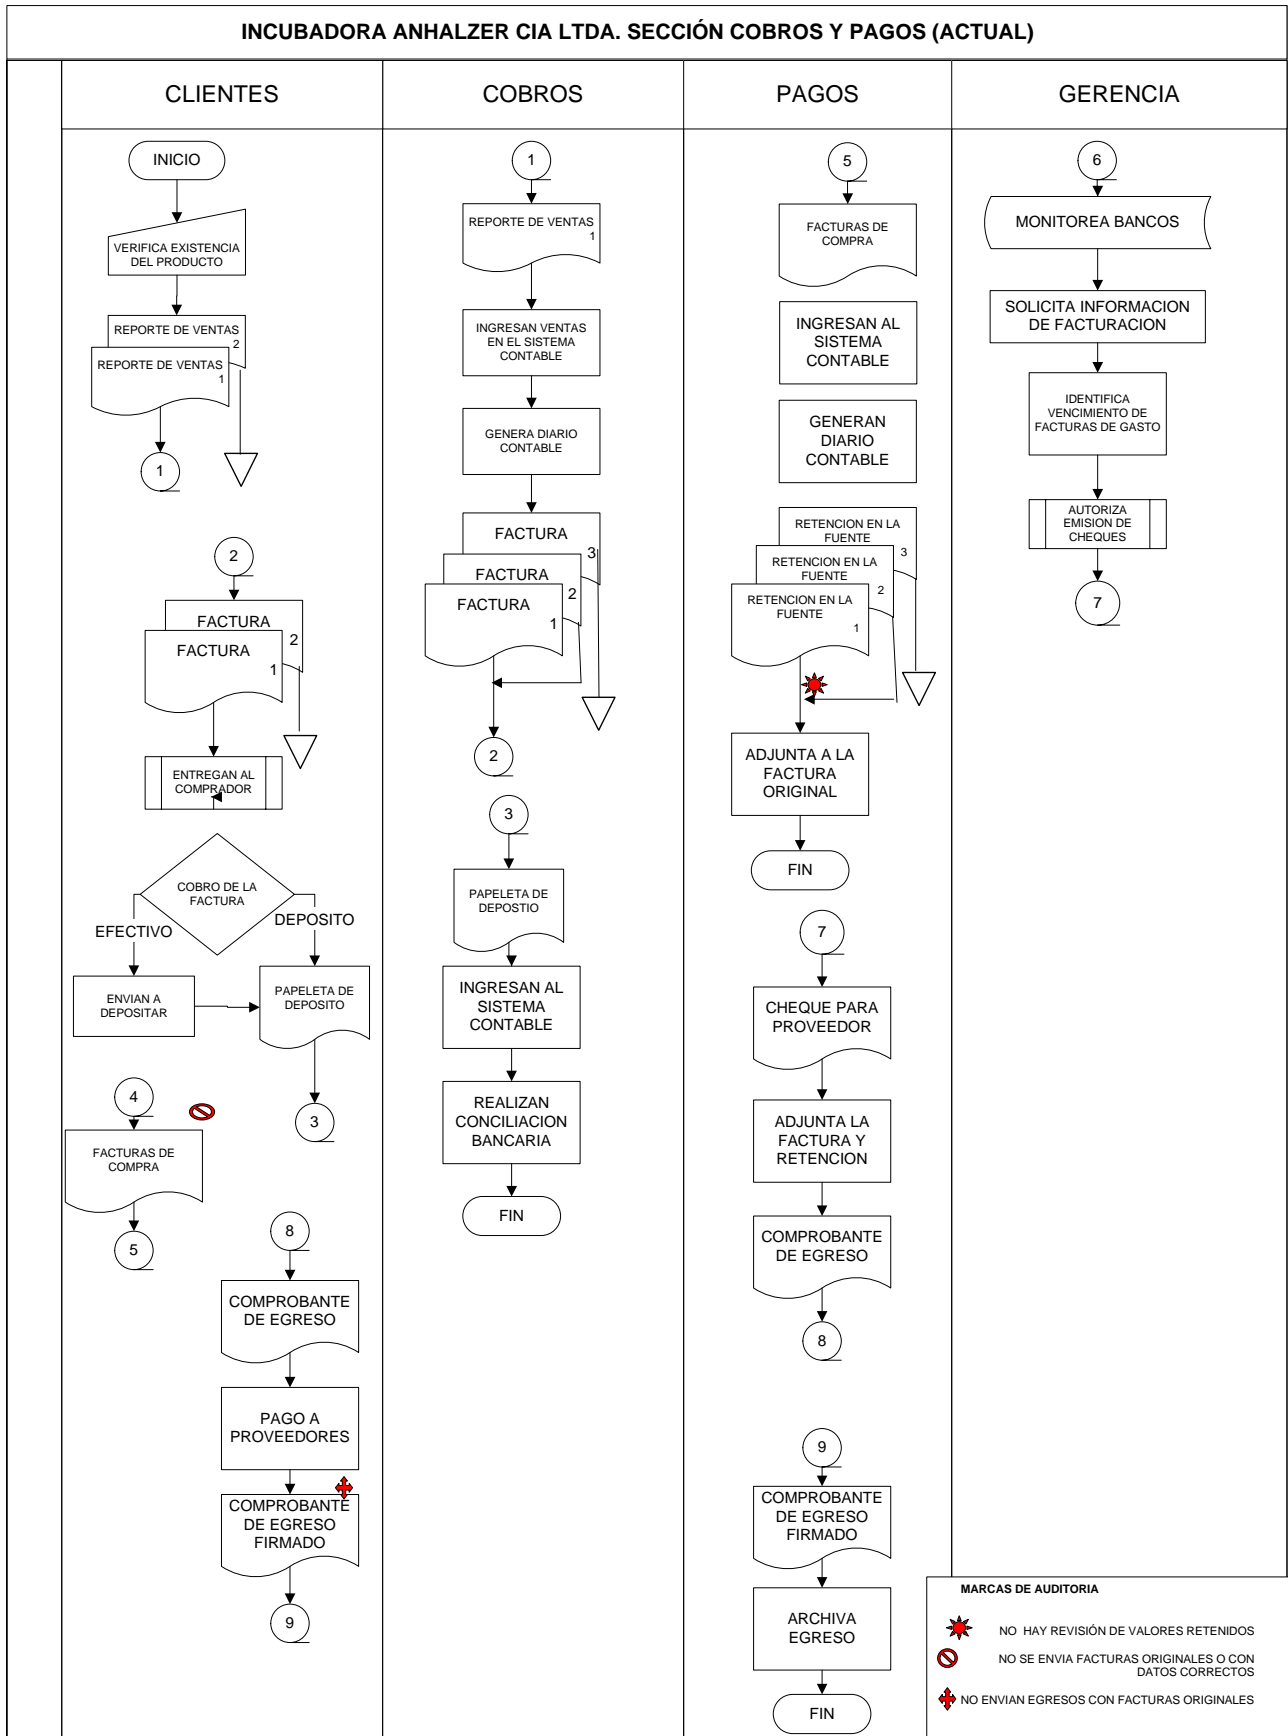 INCUBADORA ANHALZER CIA LTDA. SECCIÓN COBROS Y PAGOS (ACTUAL)
CLIENTES
INICIO
VERIFICA EXISTENCIA
DEL PRODUCTO
REPORTE DE VENTAS
2
REPORTE DE VENTAS
1
1
2
FACTURA
2
FACTURA
1
ENTREGAN AL
COMPRADOR
COBRO DE LA
FACTURA
EFECTIVO
DEPOSITO
ENVIAN A
DEPOSITAR
PAPELETA DE
DEPOSITO
3
4
FACTURAS DE
COMPRA
5
8
COMPROBANTE
DE EGRESO
PAGO A
PROVEEDORES
COMPROBANTE
DE EGRESO
FIRMADO
9
COBROS
1
REPORTE DE VENTAS
1
INGRESAN VENTAS
EN EL SISTEMA
CONTABLE
GENERA DIARIO
CONTABLE
FACTURA
3
FACTURA
2
FACTURA
1
2
3
PAPELETA DE
DEPOSTIO
INGRESAN AL
SISTEMA
CONTABLE
REALIZAN
CONCILIACION
BANCARIA
FIN
PAGOS
5
FACTURAS DE
COMPRA
INGRESAN AL
SISTEMA
CONTABLE
GENERAN
DIARIO
CONTABLE
RETENCION EN LA
FUENTE
3
RETENCION EN LA
FUENTE
2
RETENCION EN LA
FUENTE
1
ADJUNTA A LA
FACTURA
ORIGINAL
FIN
7
CHEQUE PARA
PROVEEDOR
ADJUNTA LA
FACTURA Y
RETENCION
COMPROBANTE
DE EGRESO
8
9
COMPROBANTE
DE EGRESO
FIRMADO
ARCHIVA
EGRESO
FIN
GERENCIA
6
MONITOREA BANCOS
SOLICITA INFORMACION
DE FACTURACION
IDENTIFICA
VENCIMIENTO DE
FACTURAS DE GASTO
AUTORIZA
EMISION DE
CHEQUES
7
MARCAS DE AUDITORIA
NO HAY REVISIÓN DE VALORES RETENIDOS
NO SE ENVIA FACTURAS ORIGINALES O CON
DATOS CORRECTOS
NO ENVIAN EGRESOS CON FACTURAS ORIGINALES